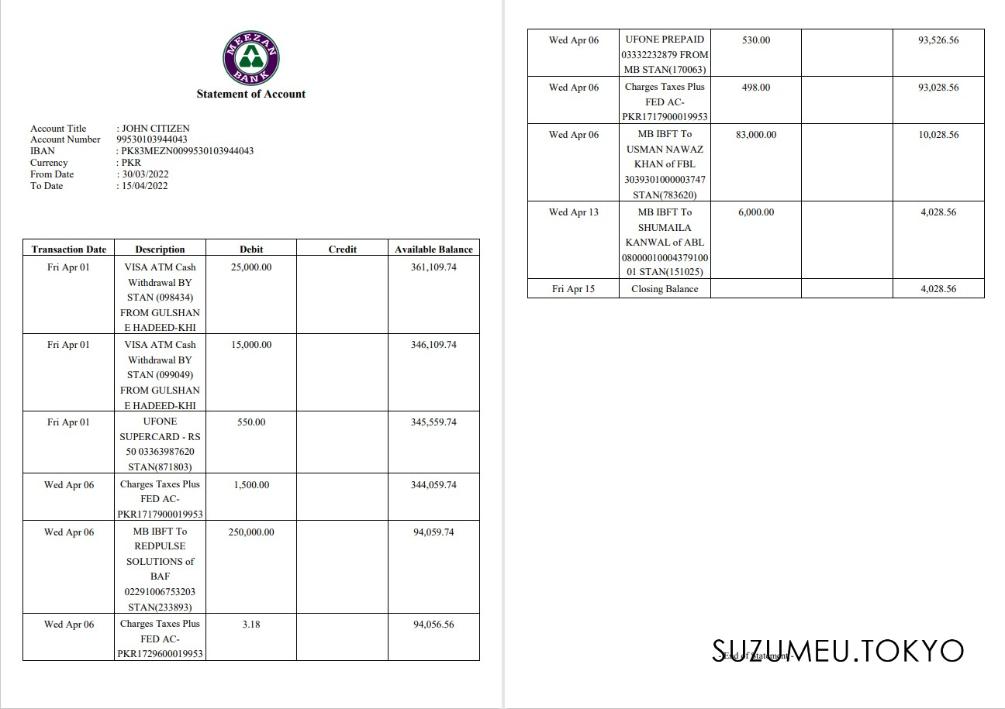 MEEZAN
BANK
Statement of Account
Account Title : JOHN CITIZEN
Account Number 99530103944043
IBAN : PK83MEZN0099530103944043
Currency : PKR
From Date : 30/03/2022
To Date : 15/04/2022
Transaction Date Description Debit Credit Available Balance
Fri Apr 01 VISA ATM Cash 25,000.00 361,109.74
Withdrawal BY
STAN (098434)
FROM GULSHAN
E HADEED-KHI
Fri Apr 01 VISA ATM Cash 15,000.00 346,109.74
Withdrawal BY
STAN (099049)
FROM GULSHAN
E HADEED-KHI
Fri Apr 01 UFONE 550.00 345,559.74
SUPERCARD - RS
50 03363987620
STAN(871803)
Wed Apr 06 Charges Taxes Plus 1,500.00 344,059.74
FED AC-
PKR1717900019953
Wed Apr 06 MB IBFT To 250,000.00 94,059.74
REDPULSE
SOLUTIONS of
BAF
02291006753203
STAN(233893)
Wed Apr 06 Charges Taxes Plus 3.18 94,056.56
FED AC-
PKR1729600019953
Wed Apr 06 UFONE PREPAID 530.00 93,526.56
03332232879 FROM
MB STAN(170063)
Wed Apr 06 Charges Taxes Plus 498.00 93,028.56
FED AC-
PKR1717900019953
Wed Apr 06 MB IBFT To 83,000.00 10,028.56
USMAN NAWAZ
KHAN of FBL
3039301000003747
STAN(783620)
Wed Apr 13 MB IBFT To 6,000.00 4,028.56
SHUMAILA
KANWAL of ABL
08000010004379100
01 STAN(151025)
Fri Apr 15 Closing Balance 4,028.56
- End of Statement -
SUZUMEU.TOKYO